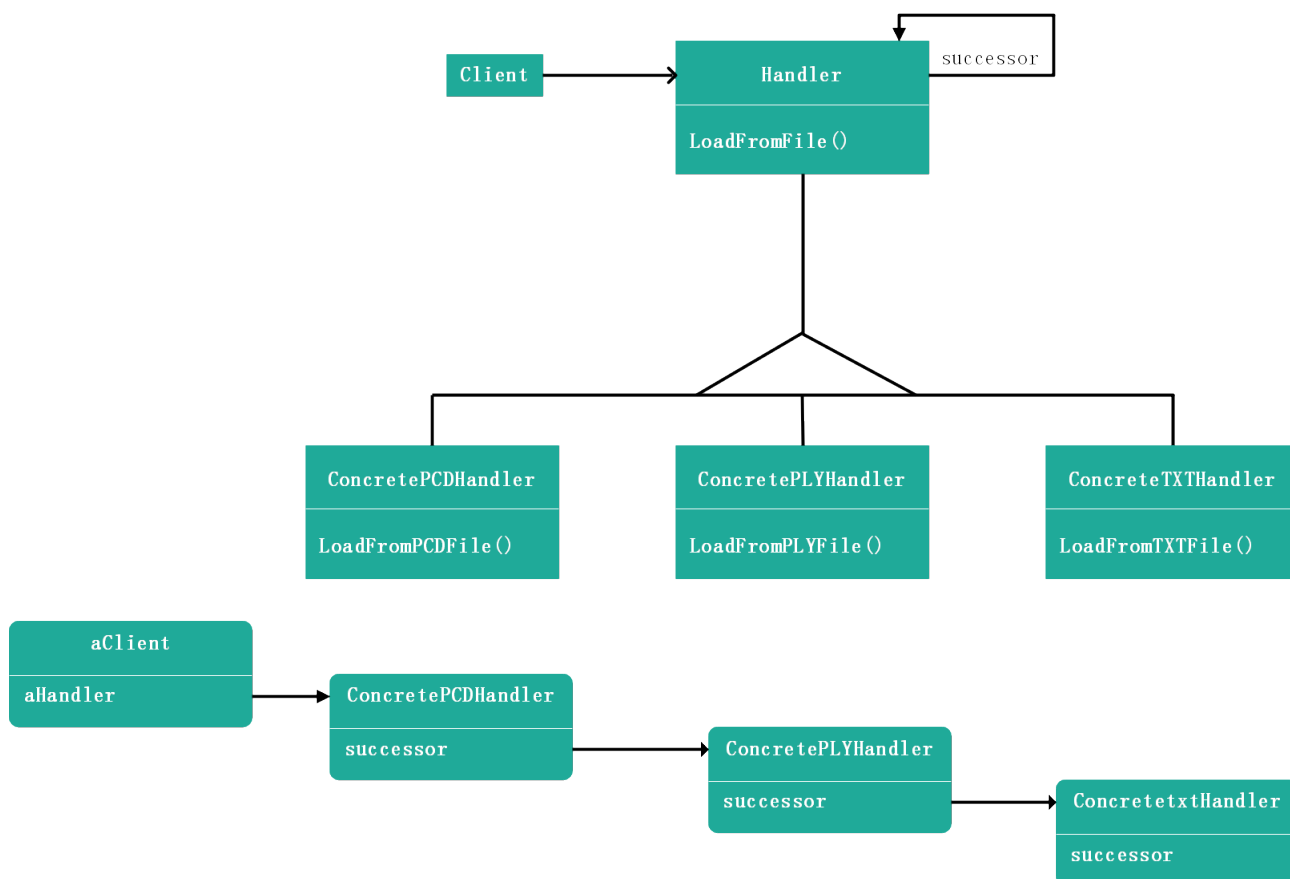 successor
Client
Handler
LoadFromFile()
ConcretePCDHandler
ConcretePLYHandler
ConcreteTXTHandler
LoadFromPCDFile()
LoadFromPLYFile()
LoadFromTXTFile()
aClient
aHandler
ConcretePCDHandler
successor
ConcretePLYHandler
successor
ConcretetxtHandler
successor